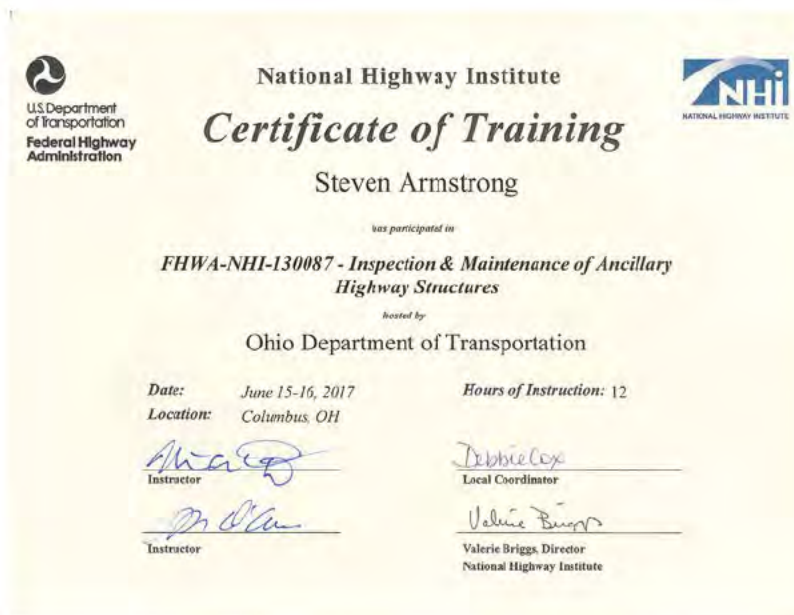 National Highway Institute
U.S. Department
of Transportation
Federal Highway
Administration
NHi
NATIONAL HIGHWAY INSTITUTE
Certificate of Training
Steven Armstrong
has participated in
FHWA-NHI-130087 - Inspection & Maintenance of Ancillary
Highway Structures
hosted by
Ohio Department of Transportation
Date: June 15-16, 2017
Hours of Instruction: 12
Location: Columbus, OH
Instructor
Debbie Cox
Local Coordinator
Instructor
Valerie Briggs
Valerie Briggs, Director
National Highway Institute